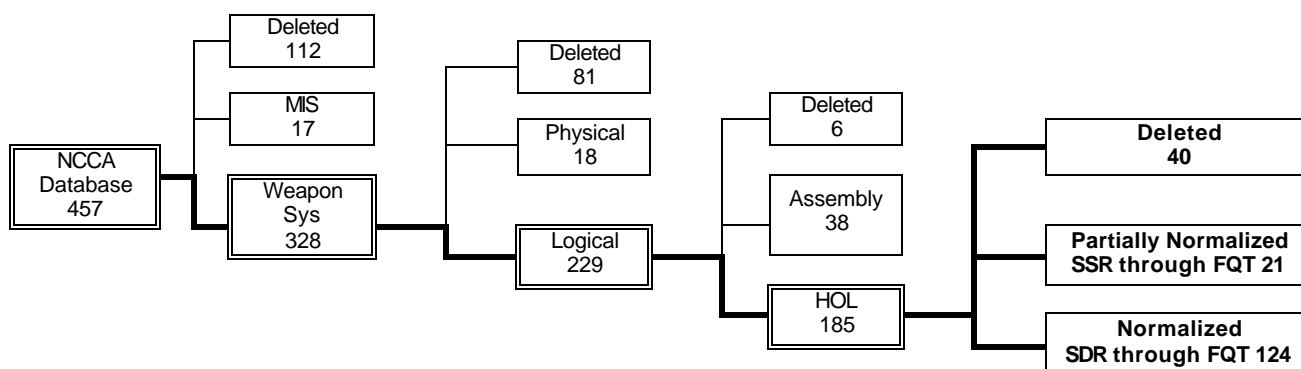 NCCA
Database
457
Deleted
112
MIS
17
Weapon
Sys
328
Deleted
81
Physical
18
Logical
229
Deleted
6
Assembly
38
HOL
185
Deleted
40
Partially Normalized
SSR through FQT 21
Normalized
SDR through FQT 124